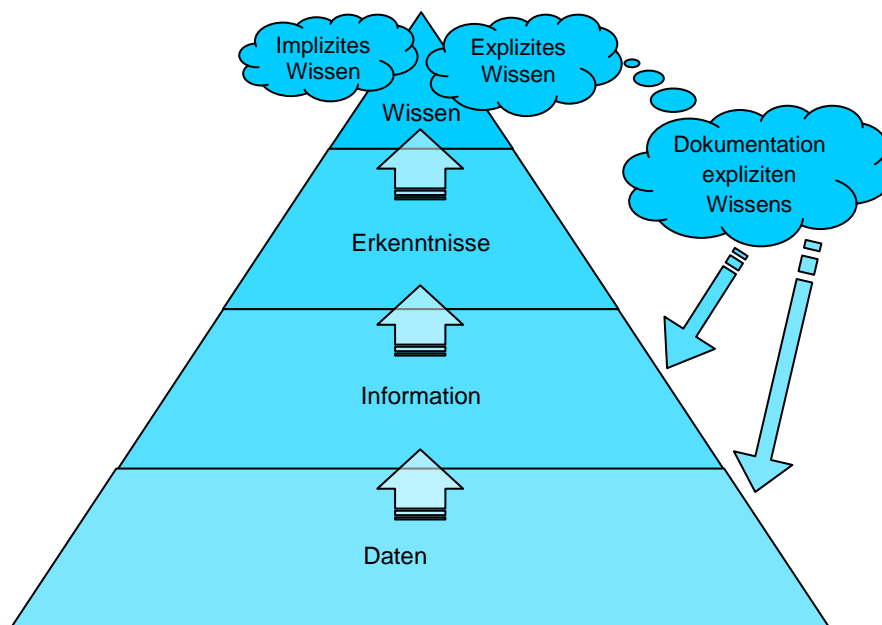 Implizites
Wissen
Explizites
Wissen
Wissen
Dokumentation
expliziten
Wissens
Erkenntnisse
Information
Daten